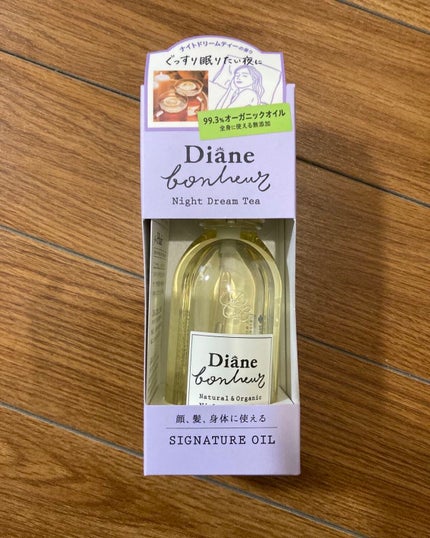 ナイトドリームティーの香り
ぐっすり眠りたい夜に
99.3%オーガニックオイル
全身に使える無添加
Diâne
bonheur
Night Dream Tea
Diâne
bonheur
Natural & Organic
顔、髪、身体に使える
SIGNATURE OIL